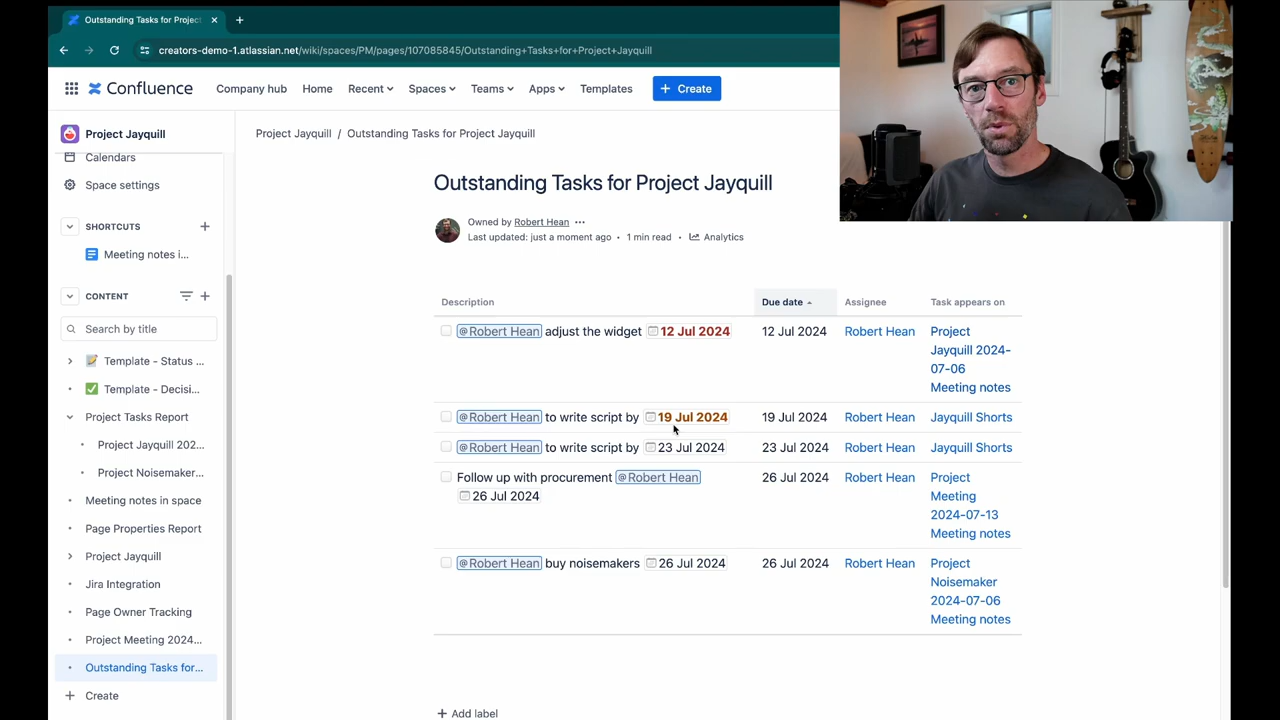 Outstanding Tasks for Project
creators-demo-1.atlassian.net/wiki/spaces/PM/pages/107085845/Outstanding+Tasks+for+Project+Jayquill
Confluence
Company hub
Home
Recent
Spaces
Teams
Apps
Templates
+ Create
Project Jayquill
Calendars
Space settings
SHORTCUTS
Meeting notes i...
CONTENT
Search by title
Template - Status ...
Template - Decisi...
Project Tasks Report
Project Jayquill 202...
Project Noisemaker...
Meeting notes in space
Page Properties Report
Project Jayquill
Jira Integration
Page Owner Tracking
Project Meeting 2024...
Outstanding Tasks for...
+ Create
Project Jayquill / Outstanding Tasks for Project Jayquill
Outstanding Tasks for Project Jayquill
Owned by Robert Hean
Last updated: just a moment ago • 1 min read • Analytics
Description Due date Assignee Task appears on
@Robert Hean adjust the widget 12 Jul 2024 12 Jul 2024 Robert Hean Project
Jayquill 2024-
07-06
Meeting notes
@Robert Hean to write script by 19 Jul 2024 19 Jul 2024 Robert Hean Jayquill Shorts
@Robert Hean to write script by 23 Jul 2024 23 Jul 2024 Robert Hean Jayquill Shorts
Follow up with procurement @Robert Hean 26 Jul 2024 Robert Hean Project
26 Jul 2024 Meeting
2024-07-13
Meeting notes
@Robert Hean buy noisemakers 26 Jul 2024 26 Jul 2024 Robert Hean Project
Noisemaker
2024-07-06
Meeting notes
+ Add label